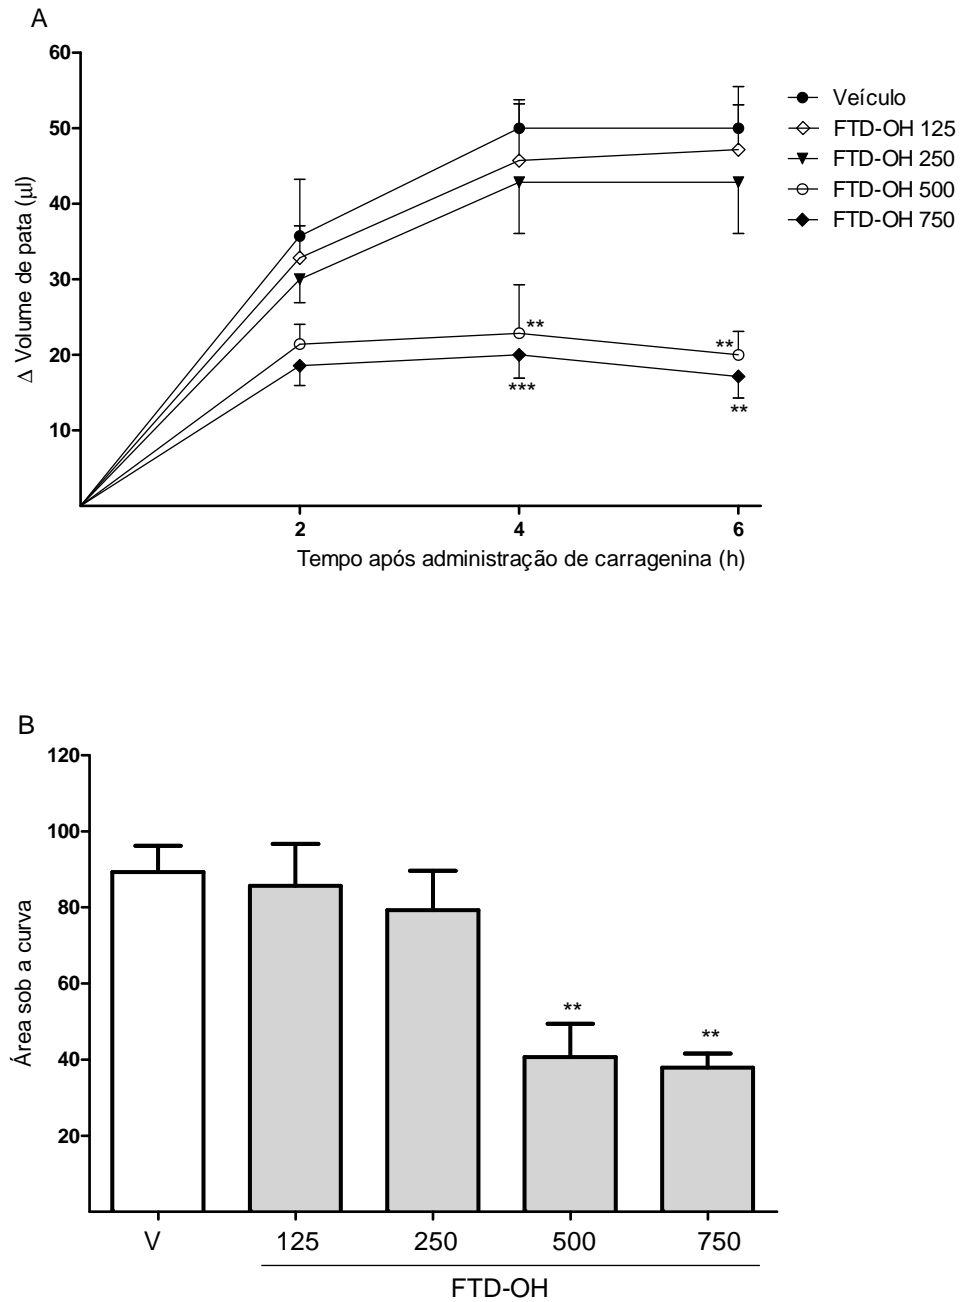 A
60
50
40
30
20
10
Δ Volume de pata (µl)
2
4
6
Tempo após administração de carragenina (h)
Veículo
FTD-OH 125
FTD-OH 250
FTD-OH 500
FTD-OH 750
**
**
***
**
B
120
100
80
60
40
20
Área sob a curva
**
**
V
125
250
500
750
FTD-OH